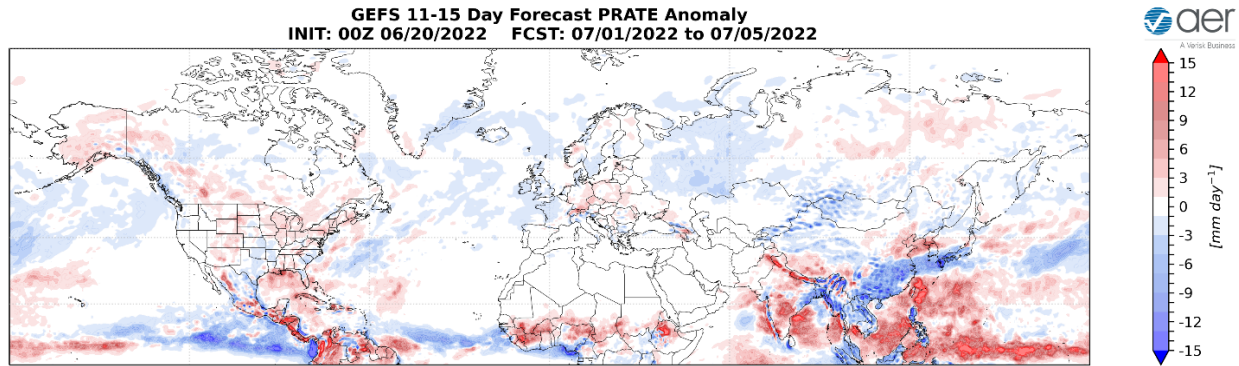 GEFS 11-15 Day Forecast PRATE Anomaly
INIT: 00Z 06/20/2022    FCST: 07/01/2022 to 07/05/2022
aer
A Verisk Business
15
12
9
6
3
0
-3
-6
-9
-12
-15
[mm day⁻¹]